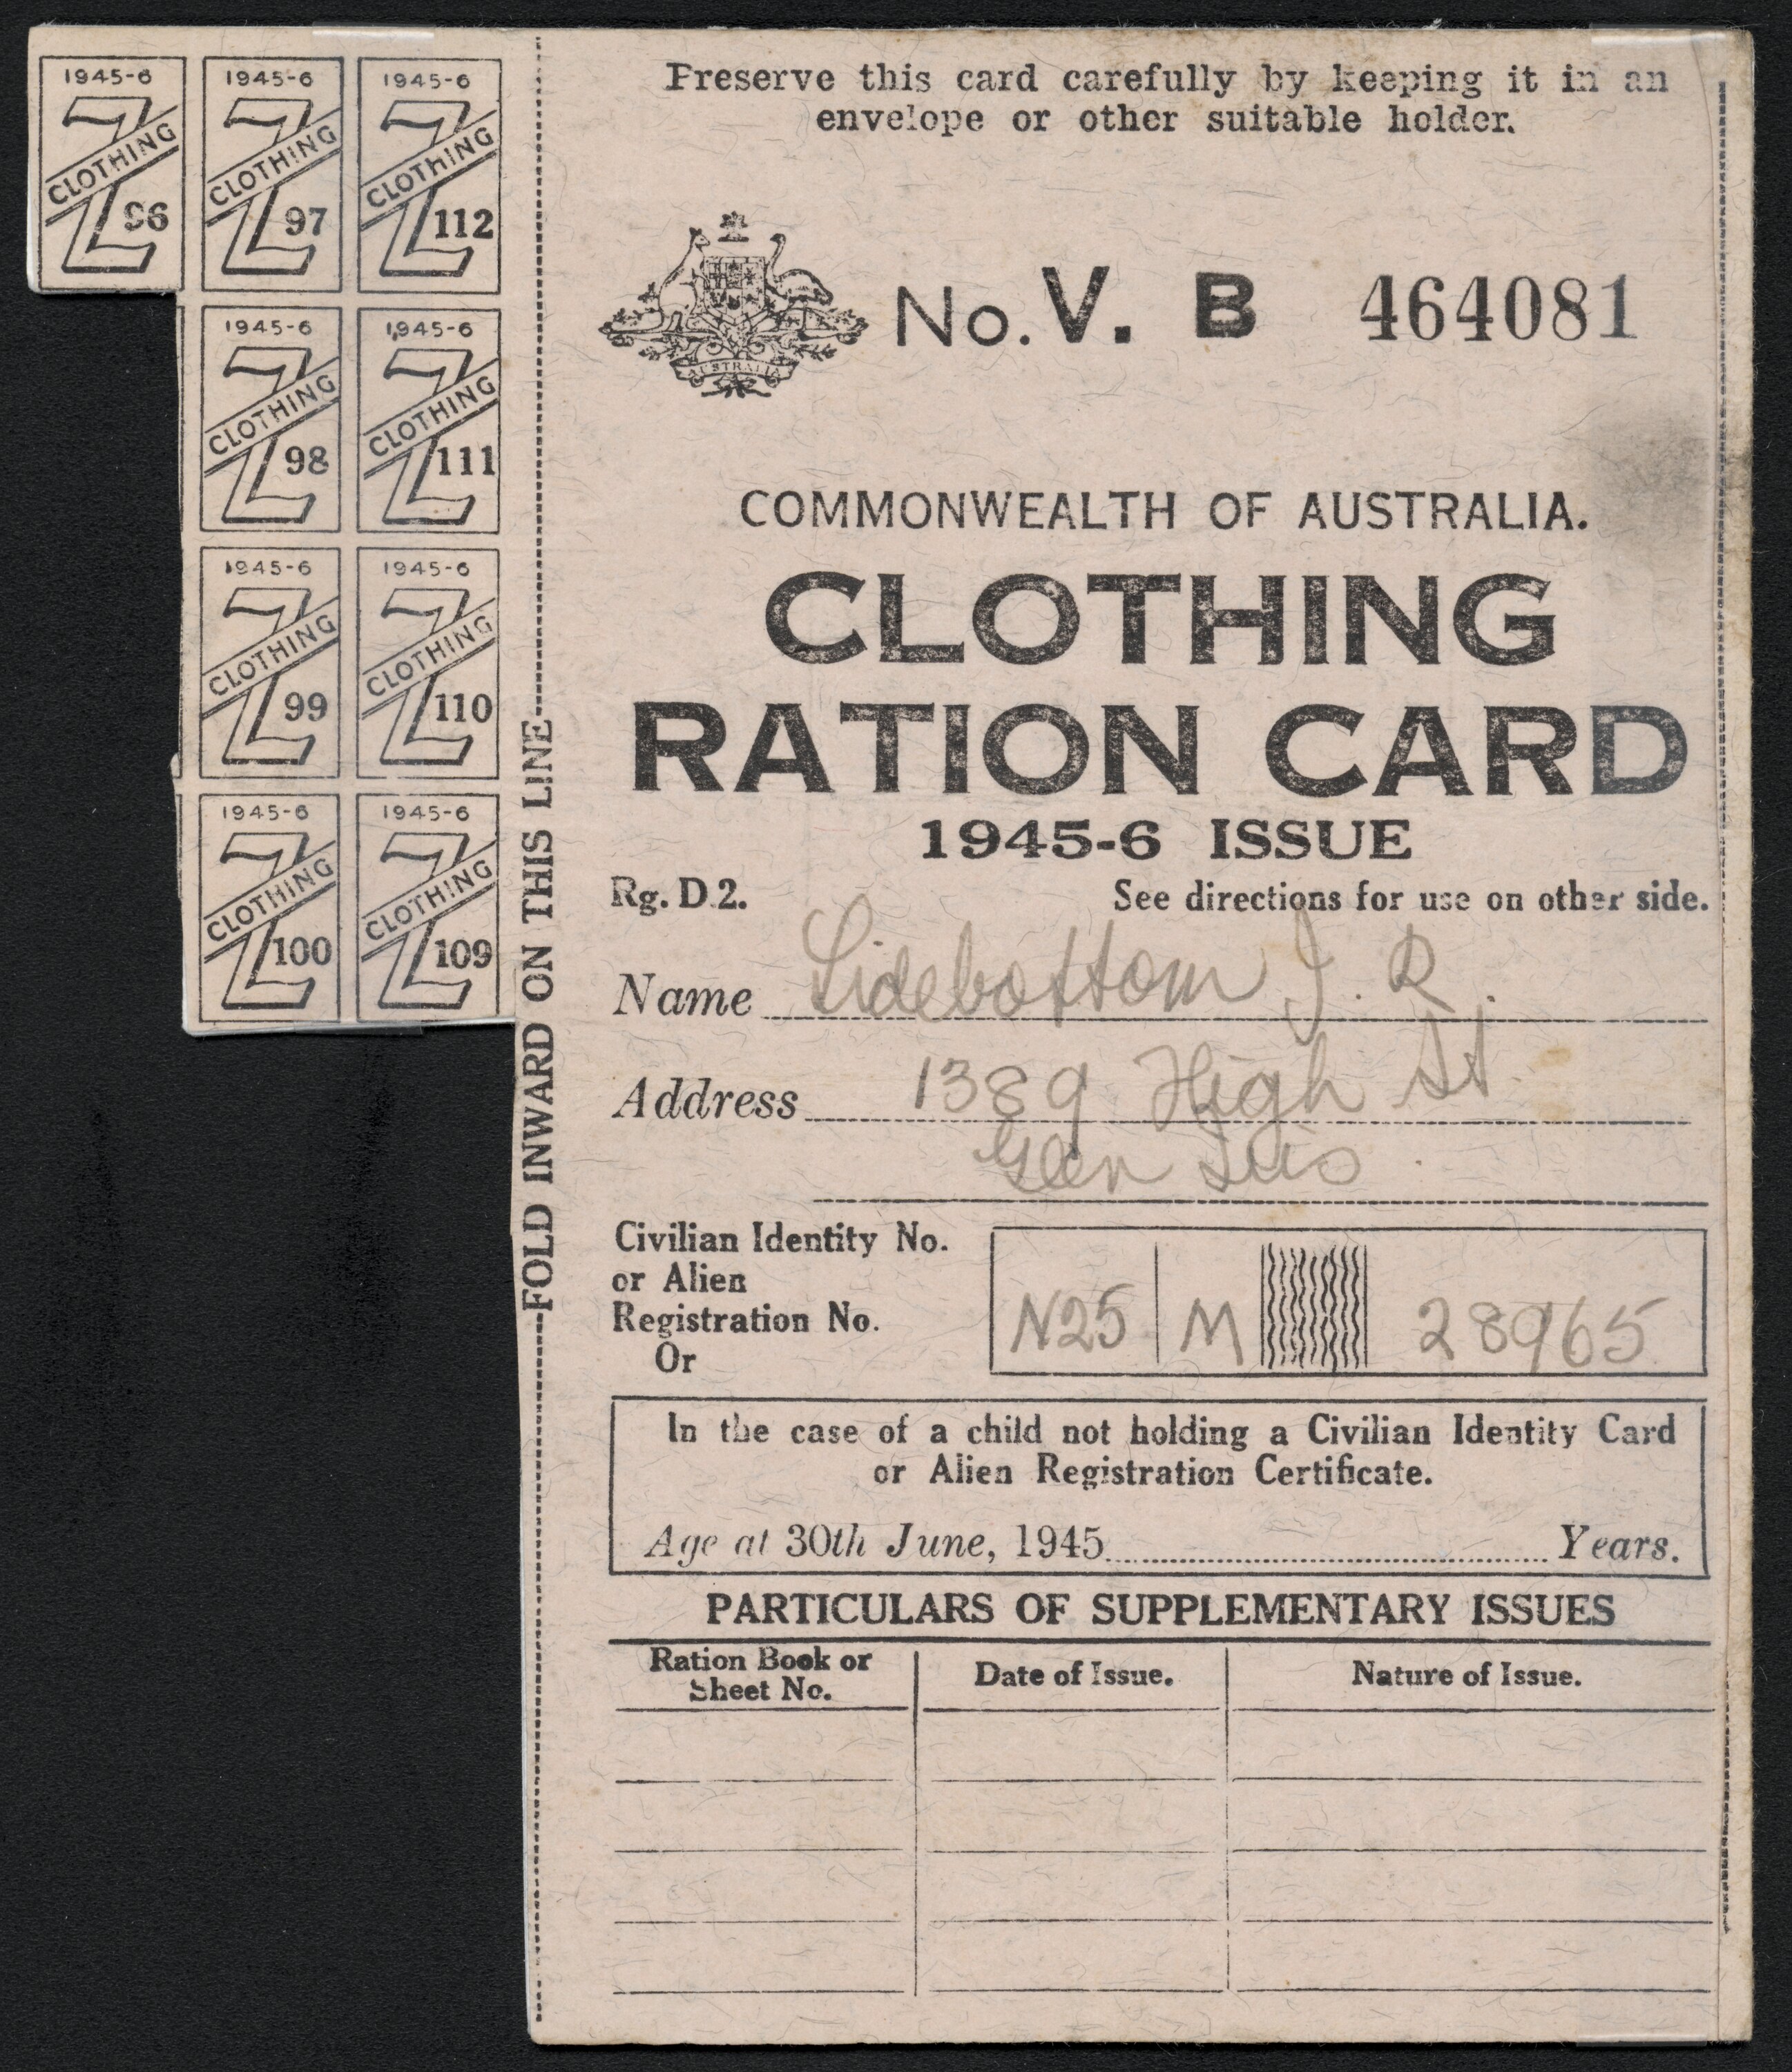 1945-6
CLOTHING
96
1945-6
CLOTHING
97
1945-6
CLOTHING
112
1945-6
CLOTHING
98
1945-6
CLOTHING
111
1945-6
CLOTHING
99
1945-6
CLOTHING
110
1945-6
CLOTHING
100
1945-6
CLOTHING
109
FOLD INWARD ON THIS LINE
Preserve this card carefully by keeping it in an
envelope or other suitable holder.
AUSTRALIA
No. V. B 464081
COMMONWEALTH OF AUSTRALIA.
CLOTHING
RATION CARD
1945-6 ISSUE
Rg. D.2. See directions for use on other side.
Name Sidebottom J. R.
Address 1389 High St.
Glen Iris
Civilian Identity No.
or Alien
Registration No.
Or
N25 M 28965
In the case of a child not holding a Civilian Identity Card
or Alien Registration Certificate.
Age at 30th June, 1945 Years.
PARTICULARS OF SUPPLEMENTARY ISSUES
Ration Book or
Sheet No.
Date of Issue.
Nature of Issue.